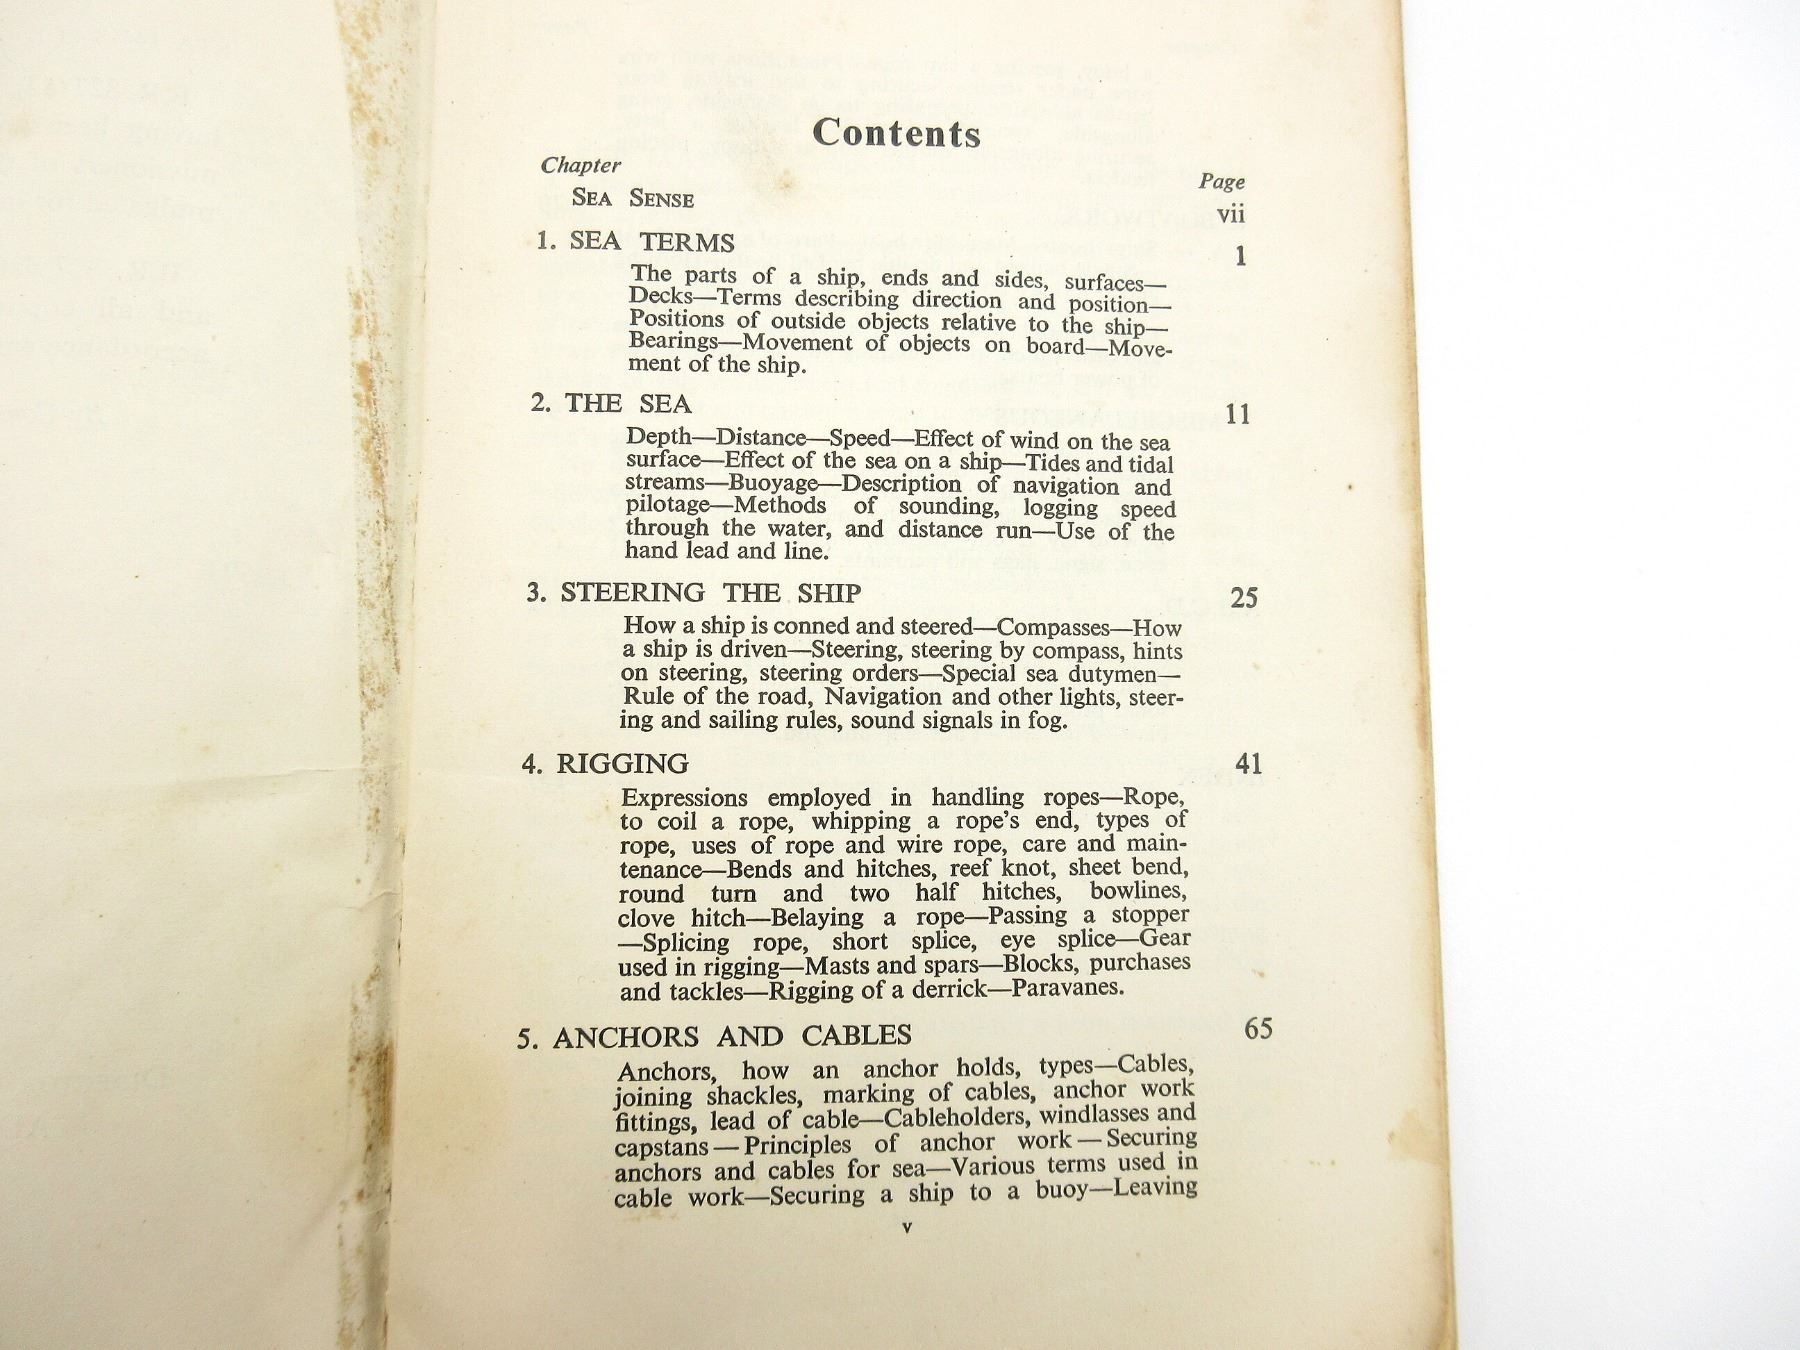 Contents
Chapter
Page
SEA SENSE vii
1. SEA TERMS 1
The parts of a ship, ends and sides, surfaces—
Decks—Terms describing direction and position—
Positions of outside objects relative to the ship—
Bearings—Movement of objects on board—Move-
ment of the ship.
2. THE SEA 11
Depth—Distance—Speed—Effect of wind on the sea
surface—Effect of the sea on a ship—Tides and tidal
streams—Buoyage—Description of navigation and
pilotage—Methods of sounding, logging speed
through the water, and distance run—Use of the
hand lead and line.
3. STEERING THE SHIP 25
How a ship is conned and steered—Compasses—How
a ship is driven—Steering, steering by compass, hints
on steering, steering orders—Special sea dutymen—
Rule of the road, Navigation and other lights, steer-
ing and sailing rules, sound signals in fog.
4. RIGGING 41
Expressions employed in handling ropes—Rope,
to coil a rope, whipping a rope's end, types of
rope, uses of rope and wire rope, care and main-
tenance—Bends and hitches, reef knot, sheet bend,
round turn and two half hitches, bowlines,
clove hitch—Belaying a rope—Passing a stopper
—Splicing rope, short splice, eye splice—Gear
used in rigging—Masts and spars—Blocks, purchases
and tackles—Rigging of a derrick—Paravanes.
5. ANCHORS AND CABLES 65
Anchors, how an anchor holds, types—Cables,
joining shackles, marking of cables, anchor work
fittings, lead of cable—Cableholders, windlasses and
capstans—Principles of anchor work—Securing
anchors and cables for sea—Various terms used in
cable work—Securing a ship to a buoy—Leaving
v